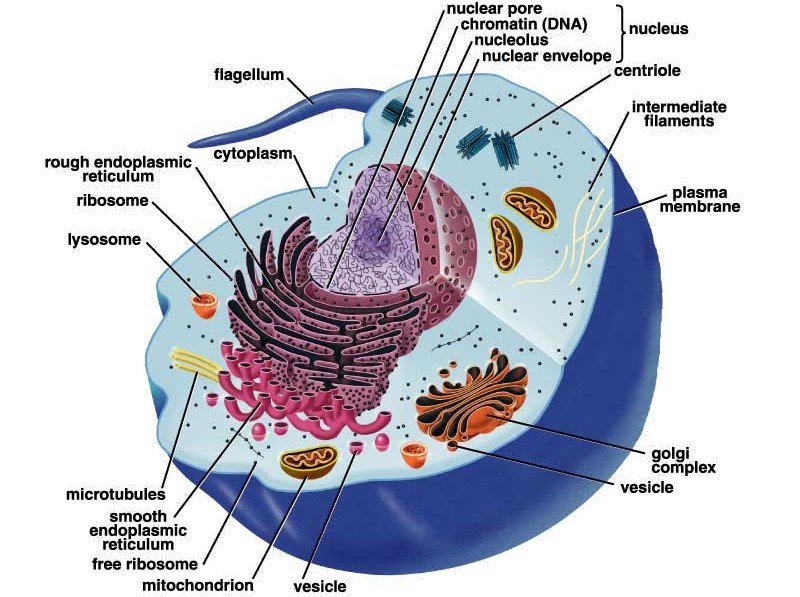 nuclear pore
chromatin (DNA)
nucleolus
nuclear envelope
nucleus
centriole
flagellum
intermediate
filaments
cytoplasm
rough endoplasmic
reticulum
plasma
membrane
ribosome
lysosome
golgi
complex
vesicle
microtubules
smooth
endoplasmic
reticulum
free ribosome
mitochondrion
vesicle